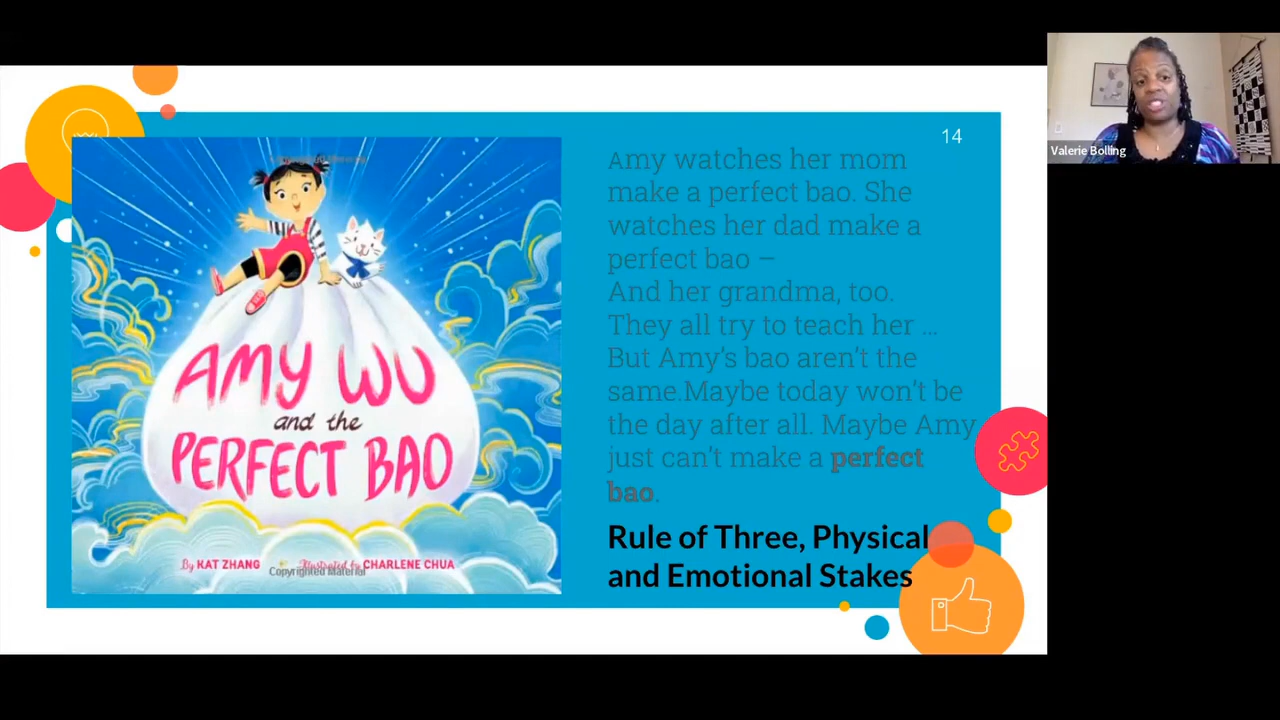 14
AMY WU
and the
PERFECT BAO
By KAT ZHANG
Illustrated by CHARLENE CHUA
Copyrighted Material
Amy watches her mom
make a perfect bao. She
watches her dad make a
perfect bao –
And her grandma, too.
They all try to teach her ...
But Amy's bao aren't the
same.Maybe today won't be
the day after all. Maybe Amy
just can't make a perfect
bao.
Rule of Three, Physical
and Emotional Stakes
Valerie Bolling